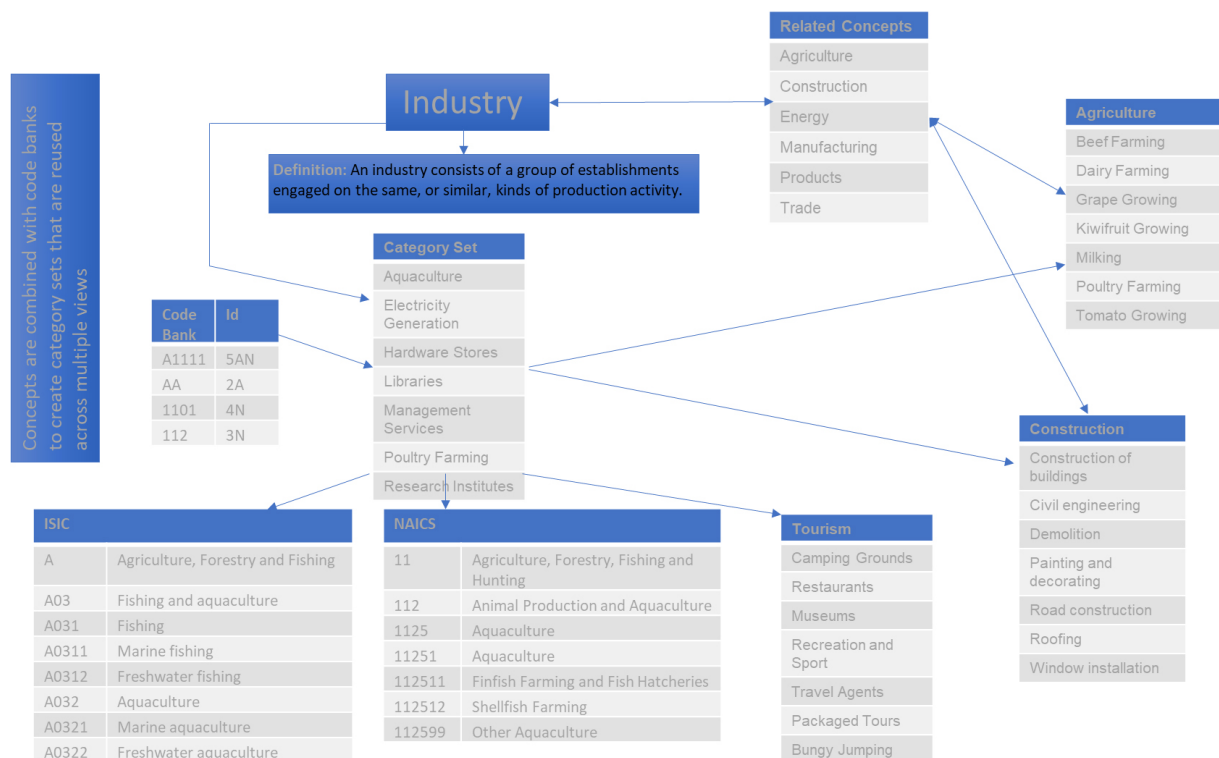 Concepts are combined with code banks
to create category sets that are reused
across multiple views
Industry
Definition: An industry consists of a group of establishments
engaged on the same, or similar, kinds of production activity.
Related Concepts
Agriculture
Construction
Energy
Manufacturing
Products
Trade
Agriculture
Beef Farming
Dairy Farming
Grape Growing
Kiwifruit Growing
Milking
Poultry Farming
Tomato Growing
Category Set
Aquaculture
Electricity
Generation
Hardware Stores
Libraries
Management
Services
Poultry Farming
Research Institutes
Code Id
Bank
A1111 5AN
AA 2A
1101 4N
112 3N
Construction
Construction of
buildings
Civil engineering
Demolition
Painting and
decorating
Road construction
Roofing
Window installation
ISIC
A Agriculture, Forestry and Fishing
A03 Fishing and aquaculture
A031 Fishing
A0311 Marine fishing
A0312 Freshwater fishing
A032 Aquaculture
A0321 Marine aquaculture
A0322 Freshwater aquaculture
NAICS
11 Agriculture, Forestry, Fishing and
Hunting
112 Animal Production and Aquaculture
1125 Aquaculture
11251 Aquaculture
112511 Finfish Farming and Fish Hatcheries
112512 Shellfish Farming
112599 Other Aquaculture
Tourism
Camping Grounds
Restaurants
Museums
Recreation and
Sport
Travel Agents
Packaged Tours
Bungy Jumping